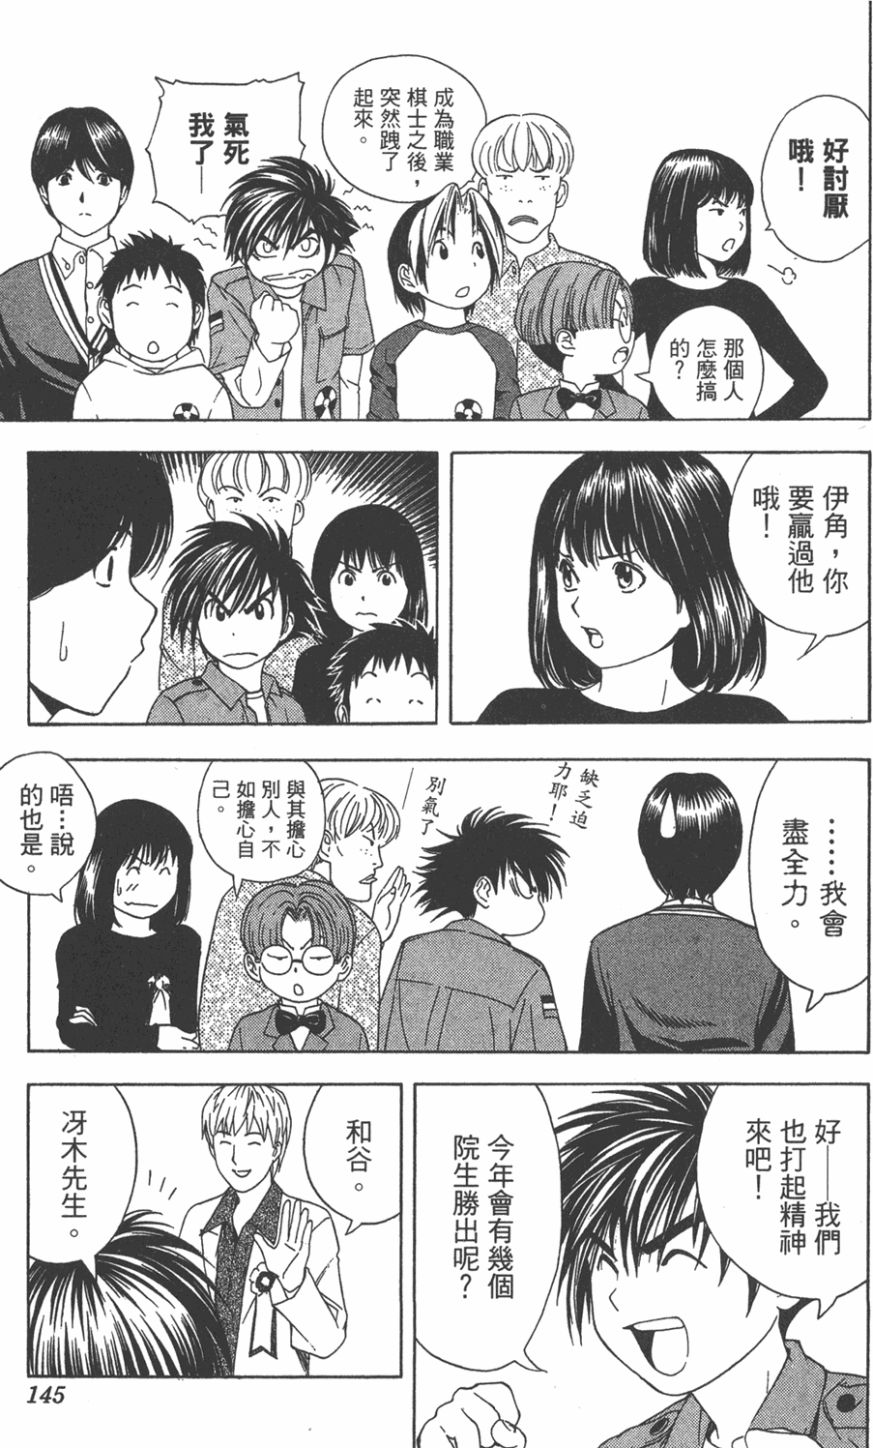 好討厭
哦！
那個人
怎麼搞
的？
成為職業
棋士之後，
突然跩了
起來。
氣死
我了—
伊角，你
要贏過他
哦！
……我會
盡全力。
缺乏迫
力耶！
別氣了—
與其擔心
別人，不
如擔心自
己。
唔…說
的也是。
好—我們
也打起精神
來吧！
今年會有幾個
院生勝出呢？
和谷。
冴木先生。
145